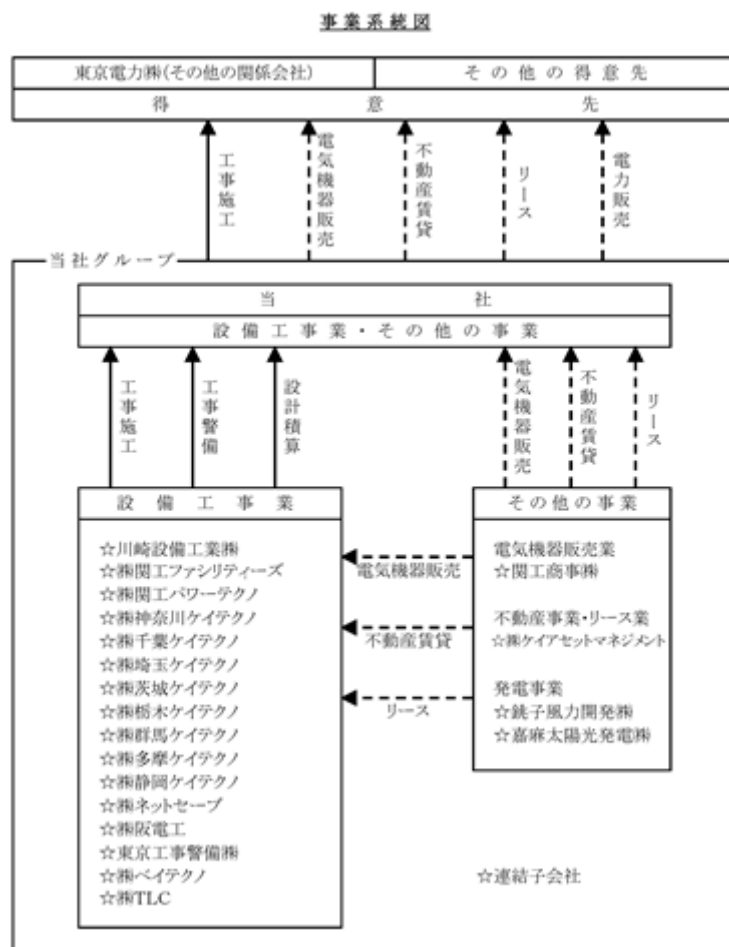 事業系統図
東京電力㈱(その他の関係会社)
その他の得意先
得意先
工事施工
電気機器販売
不動産賃貸
リース
電力販売
当社グループ
当社
設備工事業・その他の事業
工事施工
工事警備
設計積算
電気機器販売
不動産賃貸
リース
設備工事業
☆川崎設備工業㈱
☆㈱関工ファシリティーズ
☆㈱関工パワーテクノ
☆㈱神奈川ケイテクノ
☆㈱千葉ケイテクノ
☆㈱埼玉ケイテクノ
☆㈱茨城ケイテクノ
☆㈱栃木ケイテクノ
☆㈱群馬ケイテクノ
☆㈱多摩ケイテクノ
☆㈱静岡ケイテクノ
☆㈱ネットセーブ
☆㈱阪電工
☆東京工事警備㈱
☆㈱ベイテクノ
☆㈱TLC
電気機器販売
不動産賃貸
リース
その他の事業
電気機器販売業
☆関工商事㈱
不動産事業・リース業
☆㈱ケイアセットマネジメント
発電事業
☆銚子風力開発㈱
☆嘉麻太陽光発電㈱
☆連結子会社